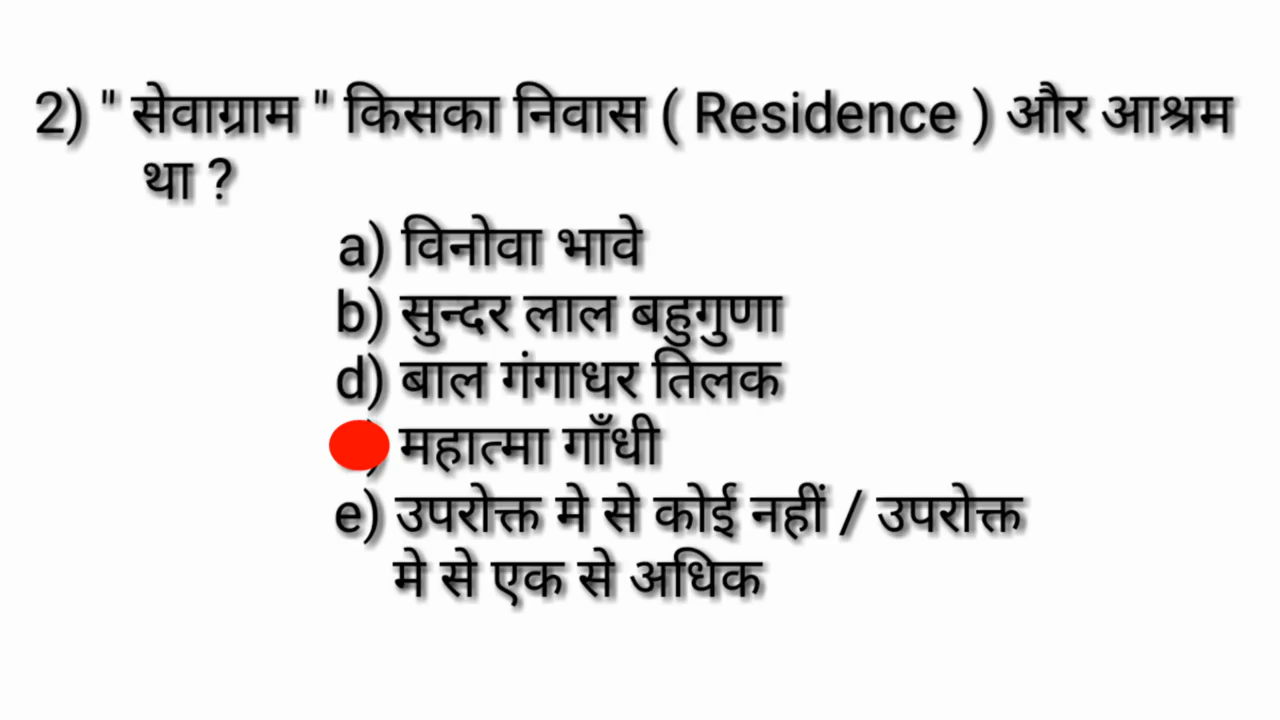 2) " सेवाग्राम " किसका निवास ( Residence ) और आश्रम
था ?
a) विनोवा भावे
b) सुन्दर लाल बहुगुणा
d) बाल गंगाधर तिलक
) महात्मा गाँधी
e) उपरोक्त मे से कोई नहीं / उपरोक्त
मे से एक से अधिक